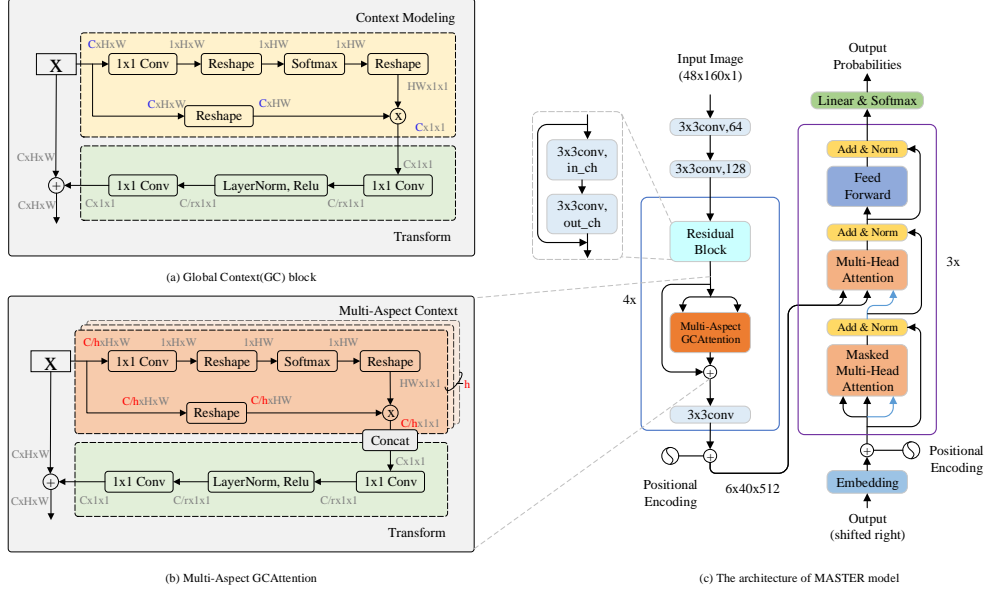 Context Modeling
X
CxHxW
1x1 Conv
1xHxW
Reshape
1xHW
Softmax
1xHW
Reshape
HWx1x1
CxHxW
Reshape
CxHW
x
Cx1x1
Cx1x1
CxHxW
+
CxHxW
1x1 Conv
LayerNorm, Relu
1x1 Conv
Cx1x1
C/rx1x1
C/rx1x1
Transform
(a) Global Context(GC) block
Multi-Aspect Context
X
C/hxHxW
1x1 Conv
1xHxW
Reshape
1xHW
Softmax
1xHW
Reshape
HWx1x1
h
C/hxHxW
Reshape
C/hxHW
x
C/hx1x1
Concat
Cx1x1
CxHxW
+
CxHxW
1x1 Conv
LayerNorm, Relu
1x1 Conv
Cx1x1
C/rx1x1
C/rx1x1
Transform
(b) Multi-Aspect GCAttention
Input Image
(48x160x1)
3x3conv,64
3x3conv,128
3x3conv,
in_ch
3x3conv,
out_ch
Residual
Block
4x
Multi-Aspect
GCAttention
+
3x3conv
+
Positional
Encoding
6x40x512
Output
Probabilities
Linear & Softmax
Add & Norm
Feed
Forward
Add & Norm
Multi-Head
Attention
3x
Add & Norm
Masked
Multi-Head
Attention
+
Positional
Encoding
Embedding
Output
(shifted right)
(c) The architecture of MASTER model